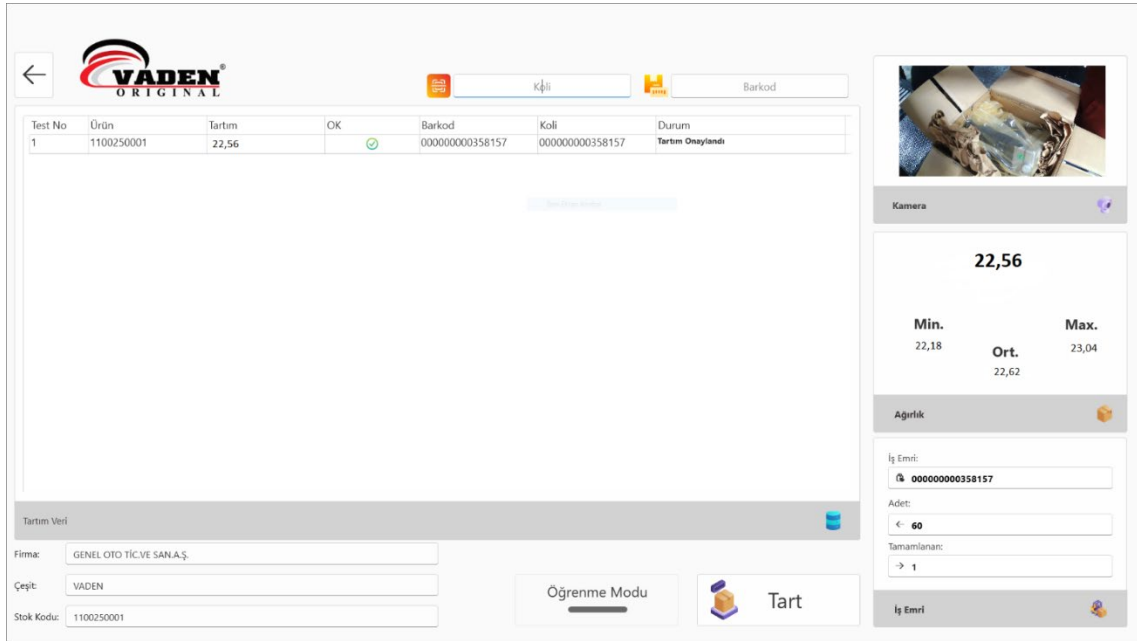 VADEN®
ORIGINAL
Koli
Barkod
Test No Ürün Tartım OK Barkod Koli Durum
1 1100250001 22,56 000000000358157 000000000358157 Tartım Onaylandı
Kamera
22,56
Min. Max.
22,18 23,04
Ort.
22,62
Ağırlık
İş Emri:
000000000358157
Adet:
60
Tamamlanan:
1
İş Emri
Tartım Veri
Firma: GENEL OTO TİC.VE SAN.A.Ş.
Çeşit: VADEN
Stok Kodu: 1100250001
Öğrenme Modu
Tart